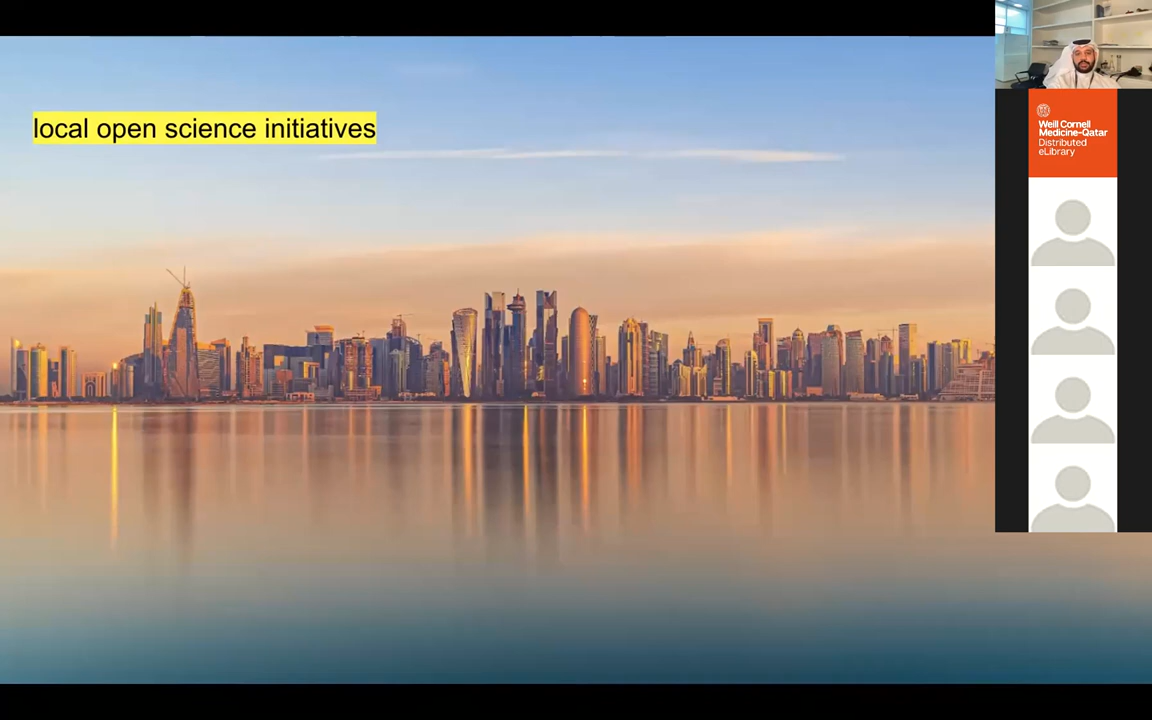 local open science initiatives
Weill Cornell
Medicine-Qatar
Distributed
eLibrary